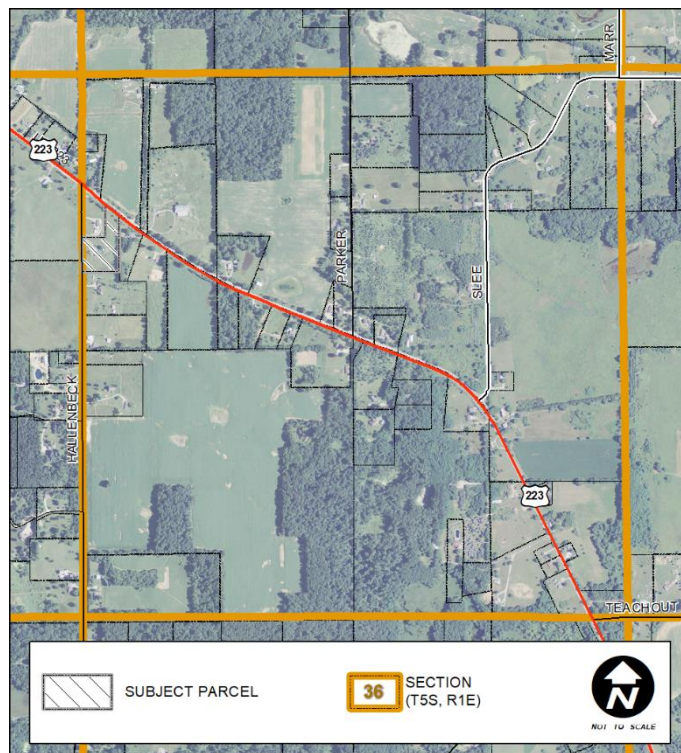 MARR
223
PARKER
SLEE
HALLENBECK
223
TEACHOUT
SUBJECT PARCEL
36
SECTION
(T5S, R1E)
N
NOT TO SCALE